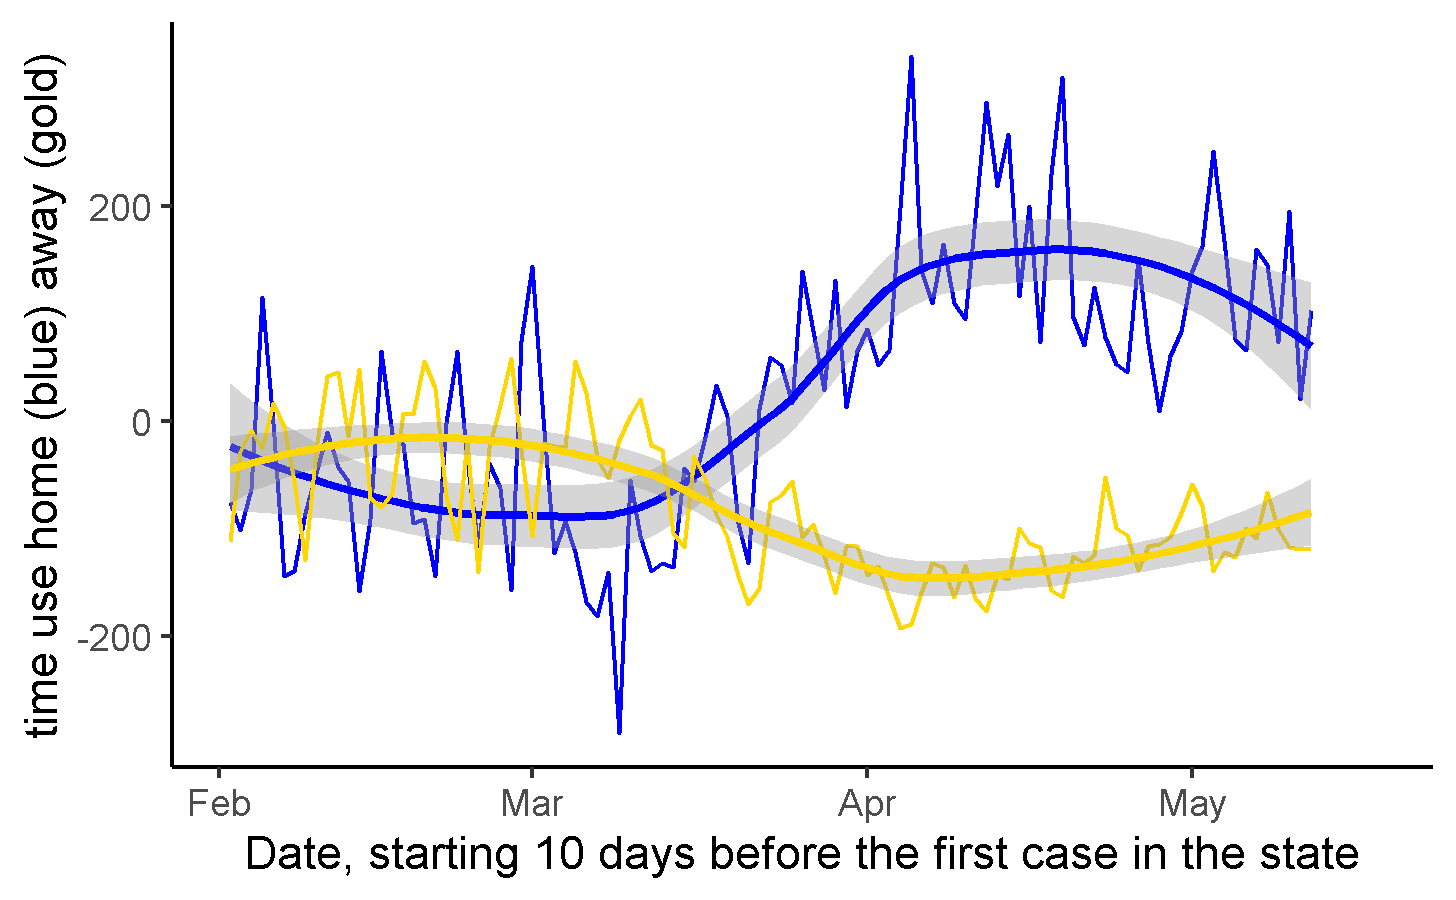 time use home (blue) away (gold)
200
0
-200
Feb Mar Apr May
Date, starting 10 days before the first case in the state